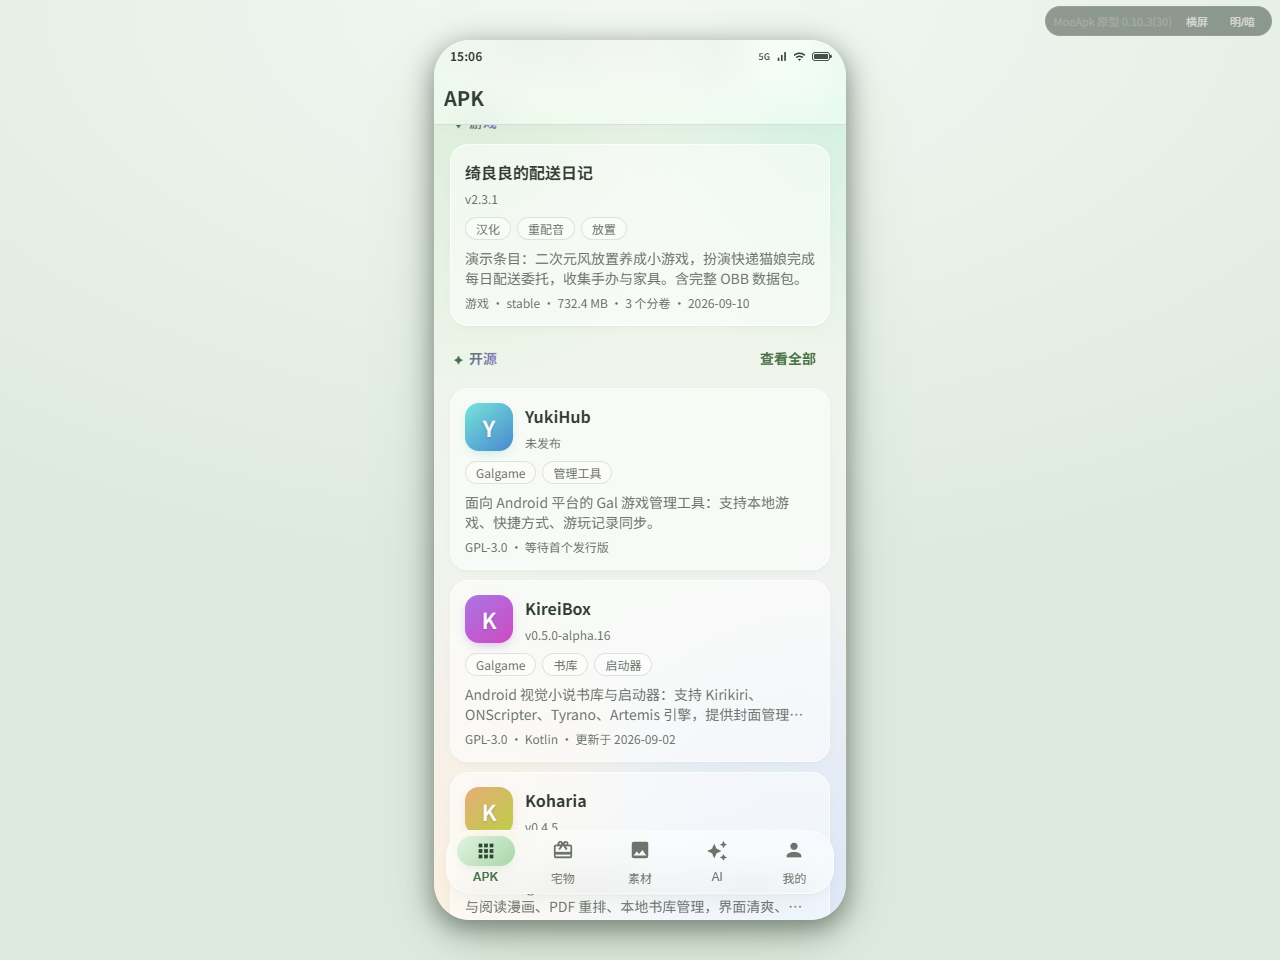 MoeApk 原型 0.10.3(30) 横屏 明/暗
15:06 5G
APK
游戏
绮良良的配送日记
v2.3.1
汉化 重配音 放置
演示条目：二次元风放置养成小游戏，扮演快递猫娘完成
每日配送委托，收集手办与家具。含完整 OBB 数据包。
游戏 • stable • 732.4 MB • 3 个分卷 • 2026-09-10
✦ 开源 查看全部
Y YukiHub
未发布
Galgame 管理工具
面向 Android 平台的 Gal 游戏管理工具：支持本地游
戏、快捷方式、游玩记录同步。
GPL-3.0 • 等待首个发行版
K KireiBox
v0.5.0-alpha.16
Galgame 书库 启动器
Android 视觉小说书库与启动器：支持 Kirikiri、
ONScripter、Tyrano、Artemis 引擎，提供封面管理…
GPL-3.0 • Kotlin • 更新于 2026-09-02
K Koharia
v0.4.5
APK 宅物 素材 AI 我的
与阅读漫画、PDF 重排、本地书库管理，界面清爽、…